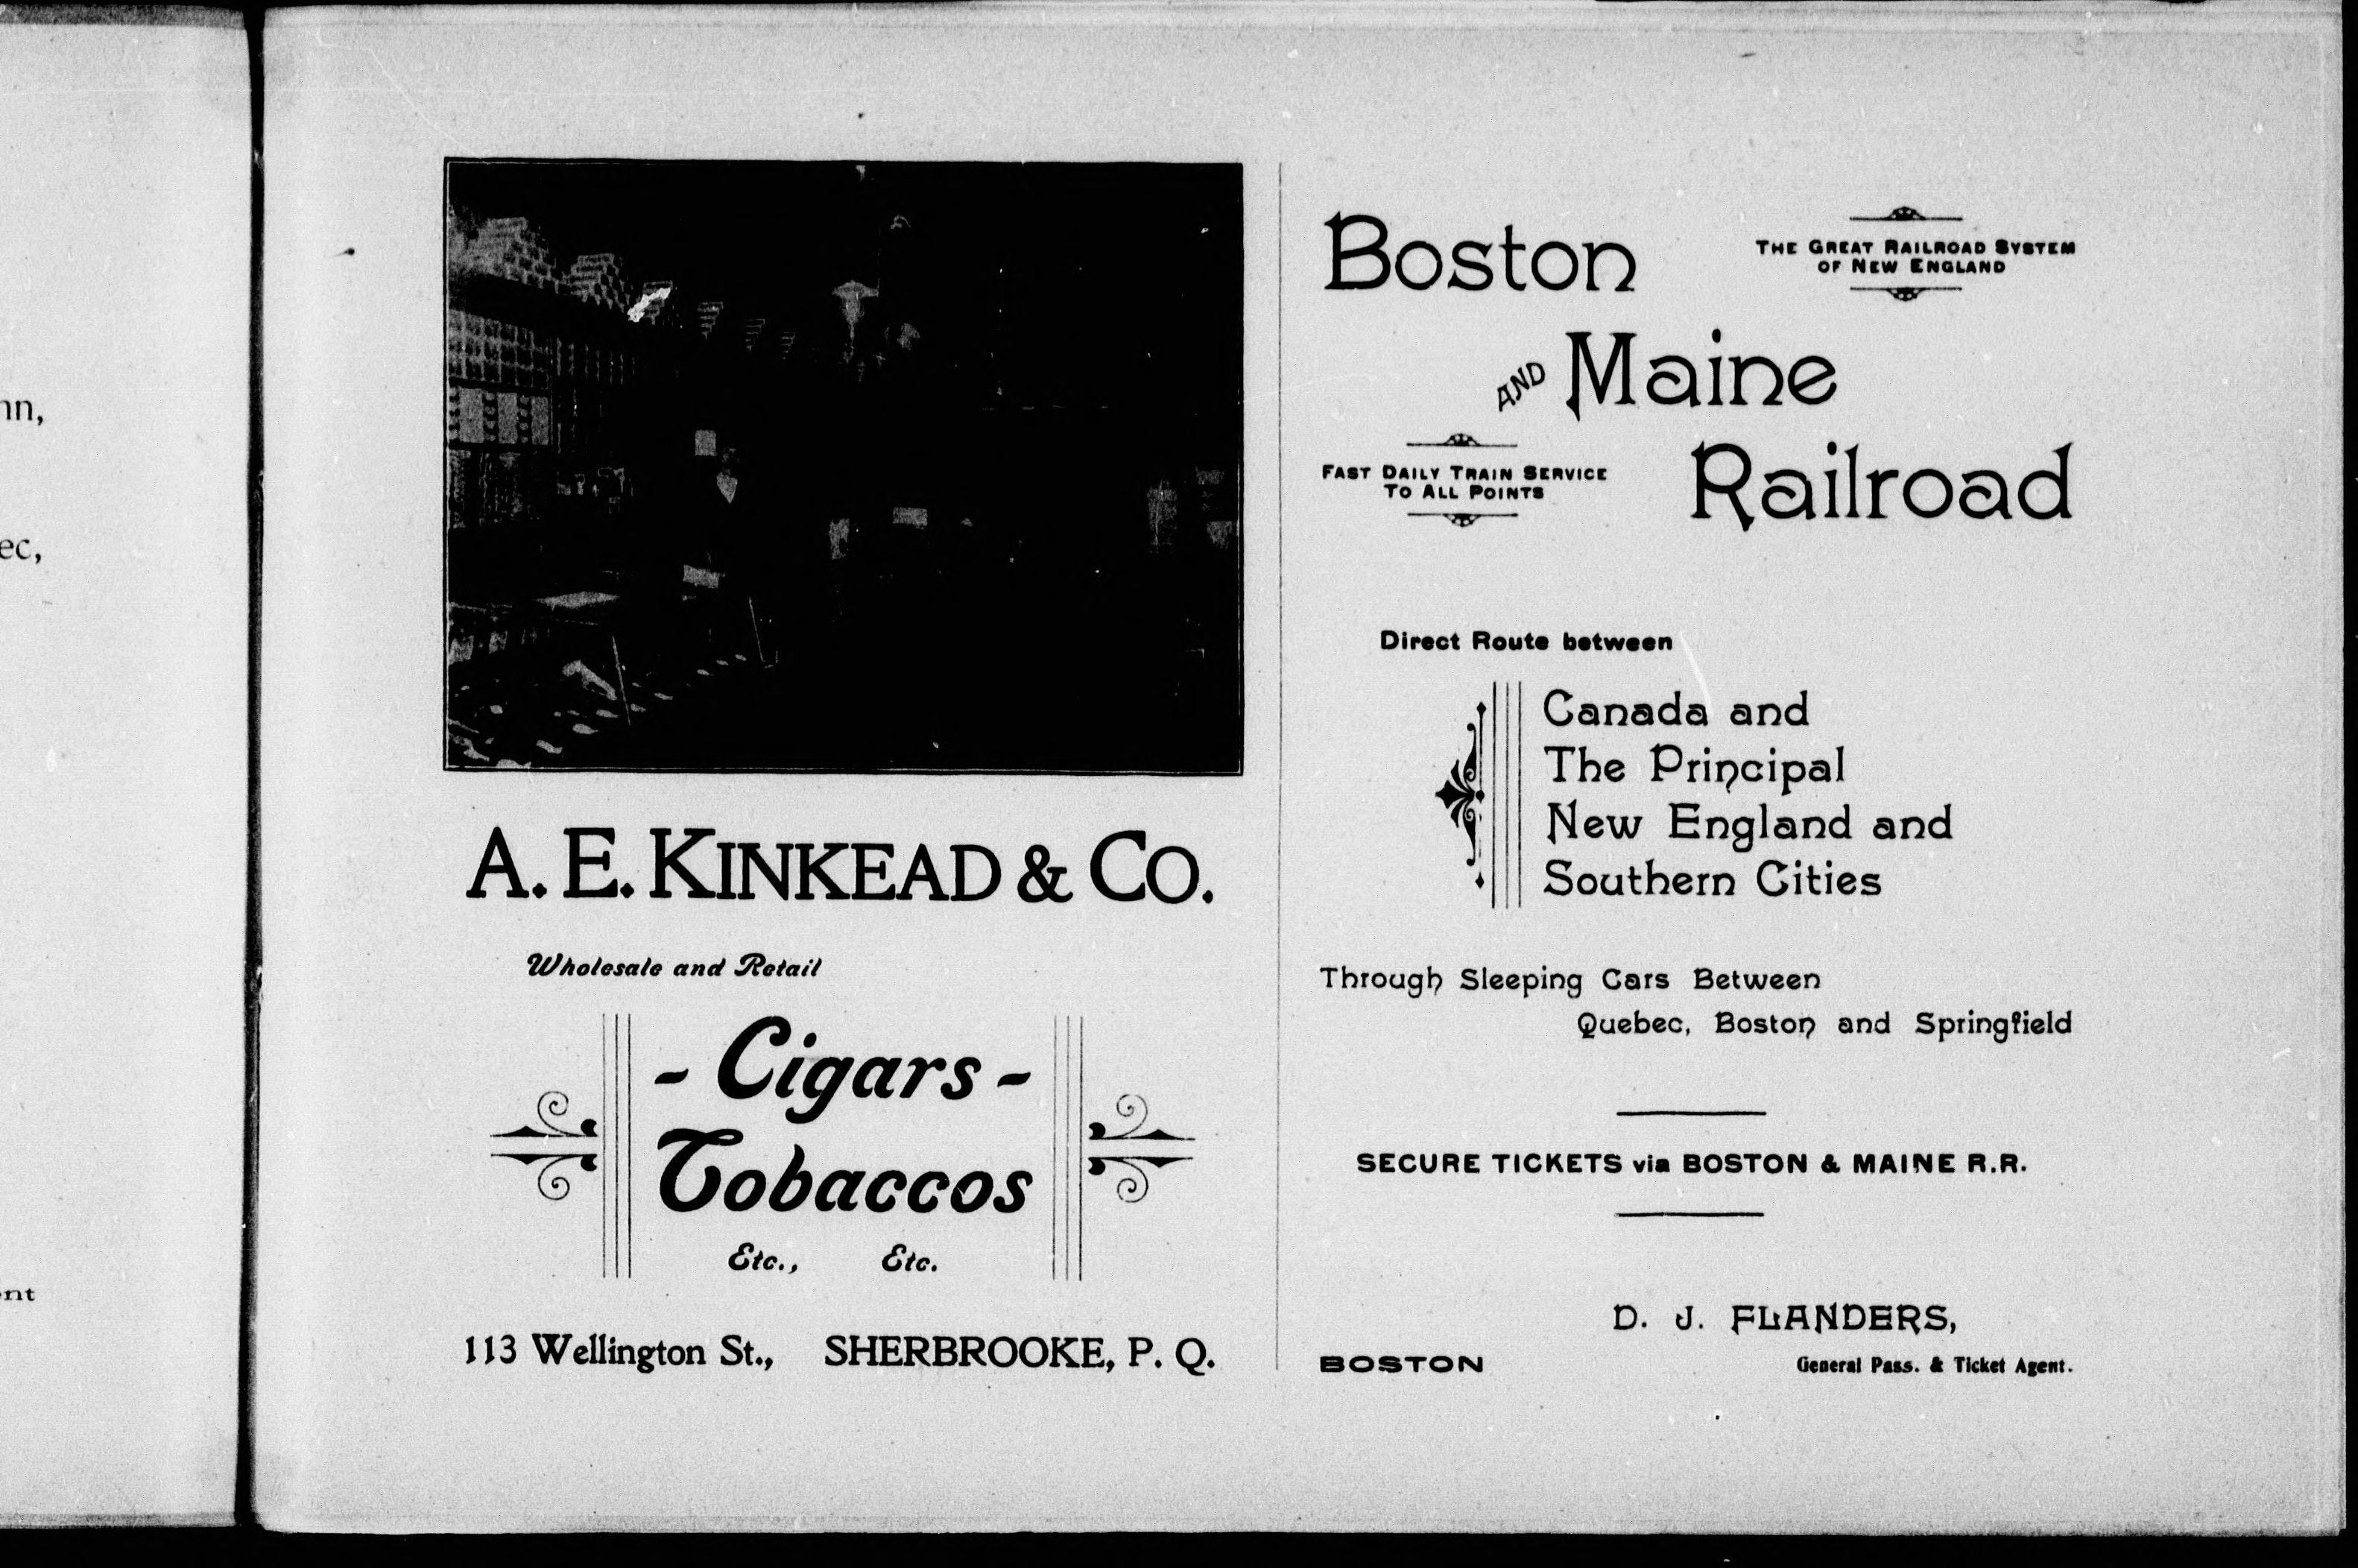 A. E. KINKEAD & CO.
Wholesale and Retail
- Cigars -
Tobaccos
Etc., Etc.
113 Wellington St., SHERBROOKE, P. Q.
Boston
THE GREAT RAILROAD SYSTEM
OF NEW ENGLAND
AND Maine
FAST DAILY TRAIN SERVICE
TO ALL POINTS
Railroad
Direct Route between
Canada and
The Principal
New England and
Southern Cities
Through Sleeping Cars Between
Quebec, Boston and Springfield
SECURE TICKETS via BOSTON & MAINE R.R.
D. J. FLANDERS,
BOSTON General Pass. & Ticket Agent.